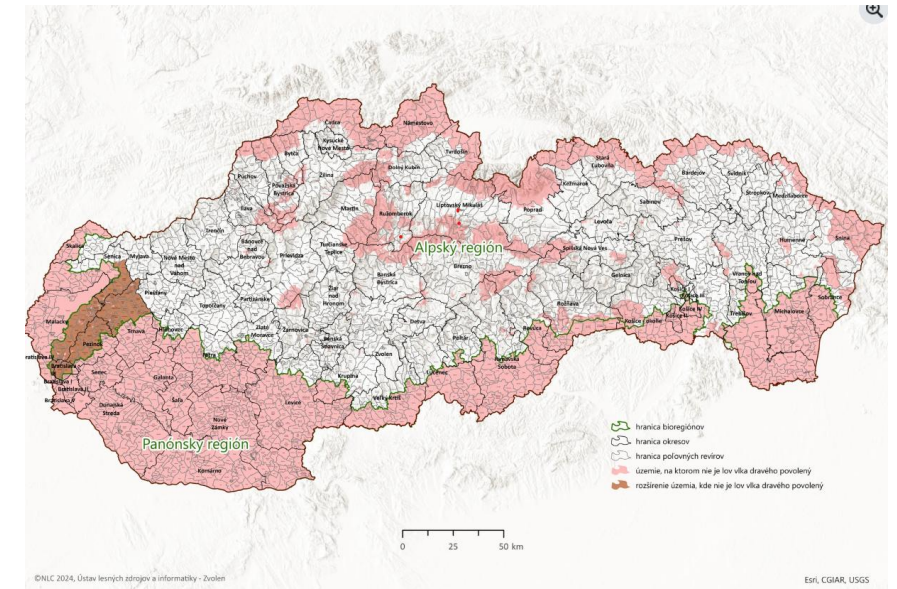 Čadca
Námestovo
Kysucké
Nové Mesto
Bytča
Tvrdošín
Dolný Kubín
Stará
Ľubovňa
Bardejov
Svidník
Púchov
Považská
Bystrica
Žilina
Kežmarok
Stropkov
Medzilaborce
Ilava
Martin
Ružomberok
Liptovský Mikuláš
Poprad
Sabinov
Levoča
Trenčín
Skalica
Senica
Myjava
Bánovce
nad
Bebravou
Prievidza
Turčianske
Teplice
Alpský región
Spišská Nová Ves
Prešov
Humenné
Snina
Nové Mesto
nad
Váhom
Banská
Bystrica
Brezno
Gelnica
Vranov nad
Topľou
Piešťany
Topoľčany
Partizánske
Žiar
nad
Hronom
Rožňava
Sobrance
Malacky
Trnava
Hlohovec
Zlaté
Moravce
Žarnovica
Banská
Štiavnica
Detva
Poltár
Revúca
Košice - okolie
Trebišov
Michalovce
Pezinok
Nitra
Zvolen
Krupina
Lučenec
Rimavská
Sobota
Senec
Galanta
Šaľa
Dunajská
Streda
Nové
Zámky
Levice
Veľký Krtíš
Panónsky región
Komárno
hranica bioregiónov
hranica okresov
hranica poľovných revírov
územie, na ktorom nie je lov vlka dravého povolený
rozšírenie územia, kde nie je lov vlka dravého povolený
0 25 50 km
©NLC 2024, Ústav lesných zdrojov a informatiky - Zvolen
Esri, CGIAR, USGS